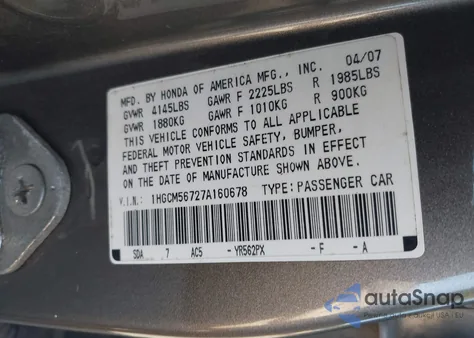 MFD. BY HONDA OF AMERICA MFG., INC. 04/07
GVWR 4145LBS GAWR F 2225LBS R 1985LBS
GVWR 1880KG GAWR F 1010KG R 900KG
THIS VEHICLE CONFORMS TO ALL APPLICABLE
FEDERAL MOTOR VEHICLE SAFETY, BUMPER,
AND THEFT PREVENTION STANDARDS IN EFFECT
ON THE DATE OF MANUFACTURE SHOWN ABOVE.
V.I.N.: 1HGCM56727A160678 TYPE: PASSENGER CAR
SDA 7 AC5 - YR562PX - F - A
autoSnap